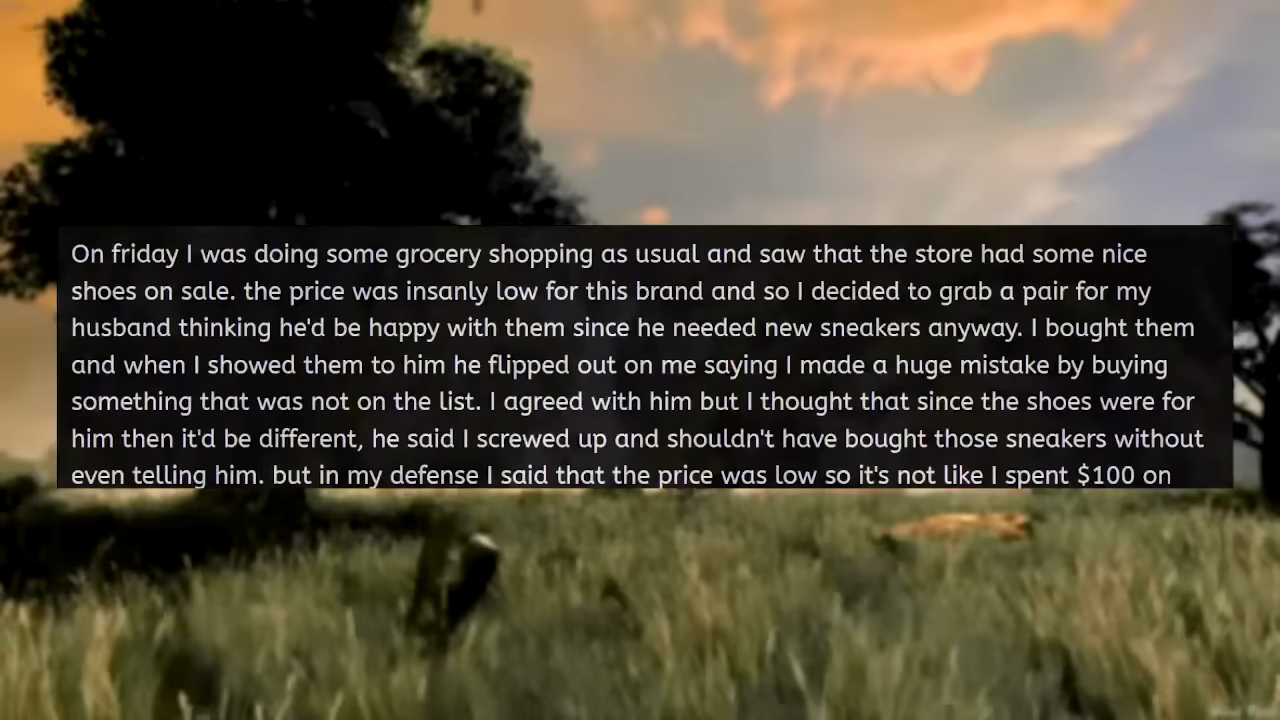 On friday I was doing some grocery shopping as usual and saw that the store had some nice
shoes on sale. the price was insanly low for this brand and so I decided to grab a pair for my
husband thinking he'd be happy with them since he needed new sneakers anyway. I bought them
and when I showed them to him he flipped out on me saying I made a huge mistake by buying
something that was not on the list. I agreed with him but I thought that since the shoes were for
him then it'd be different, he said I screwed up and shouldn't have bought those sneakers without
even telling him. but in my defense I said that the price was low so it's not like I spent $100 on